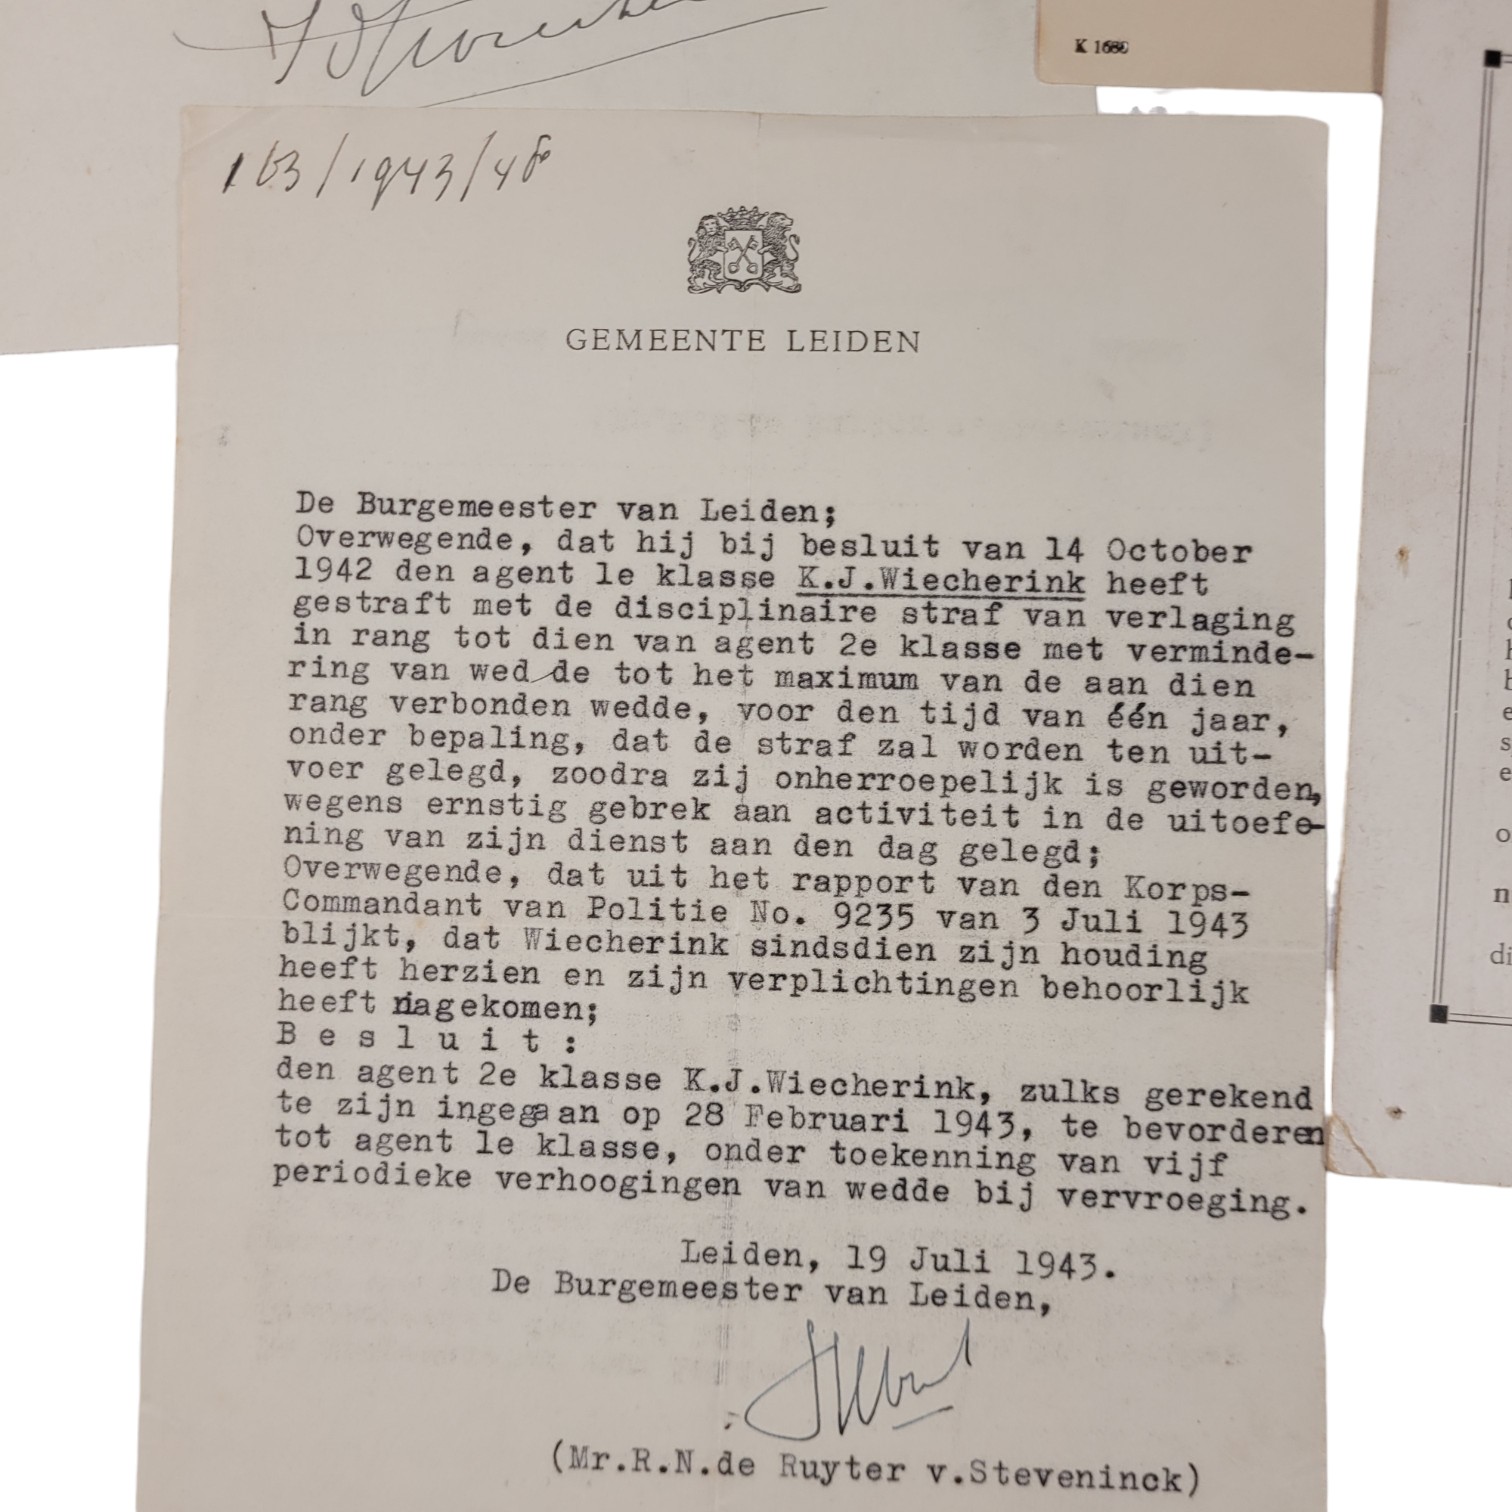 K 1680
163/1943/48
GEMEENTE LEIDEN
De Burgemeester van Leiden;
Overwegende, dat hij bij besluit van 14 October
1942 den agent 1e klasse K.J.Wiecherink heeft
gestraft met de disciplinaire straf van verlaging
in rang tot dien van agent 2e klasse met verminde-
ring van wed de tot het maximum van de aan dien
rang verbonden wedde, voor den tijd van één jaar,
onder bepaling, dat de straf zal worden ten uit-
voer gelegd, zoodra zij onherroepelijk is geworden,
wegens ernstig gebrek aan activiteit in de uitoefe-
ning van zijn dienst aan den dag gelegd;
Overwegende, dat uit het rapport van den Korps-
Commandant van Politie No. 9235 van 3 Juli 1943
blijkt, dat Wiecherink sindsdien zijn houding
heeft herzien en zijn verplichtingen behoorlijk
heeft nagekomen;
B e s l u i t :
den agent 2e klasse K.J.Wiecherink, zulks gerekend
te zijn ingegaan op 28 Februari 1943, te bevorderen
tot agent 1e klasse, onder toekenning van vijf
periodieke verhoogingen van wedde bij vervroeging.
Leiden, 19 Juli 1943.
De Burgemeester van Leiden,
(Mr.R.N.de Ruyter v.Steveninck)